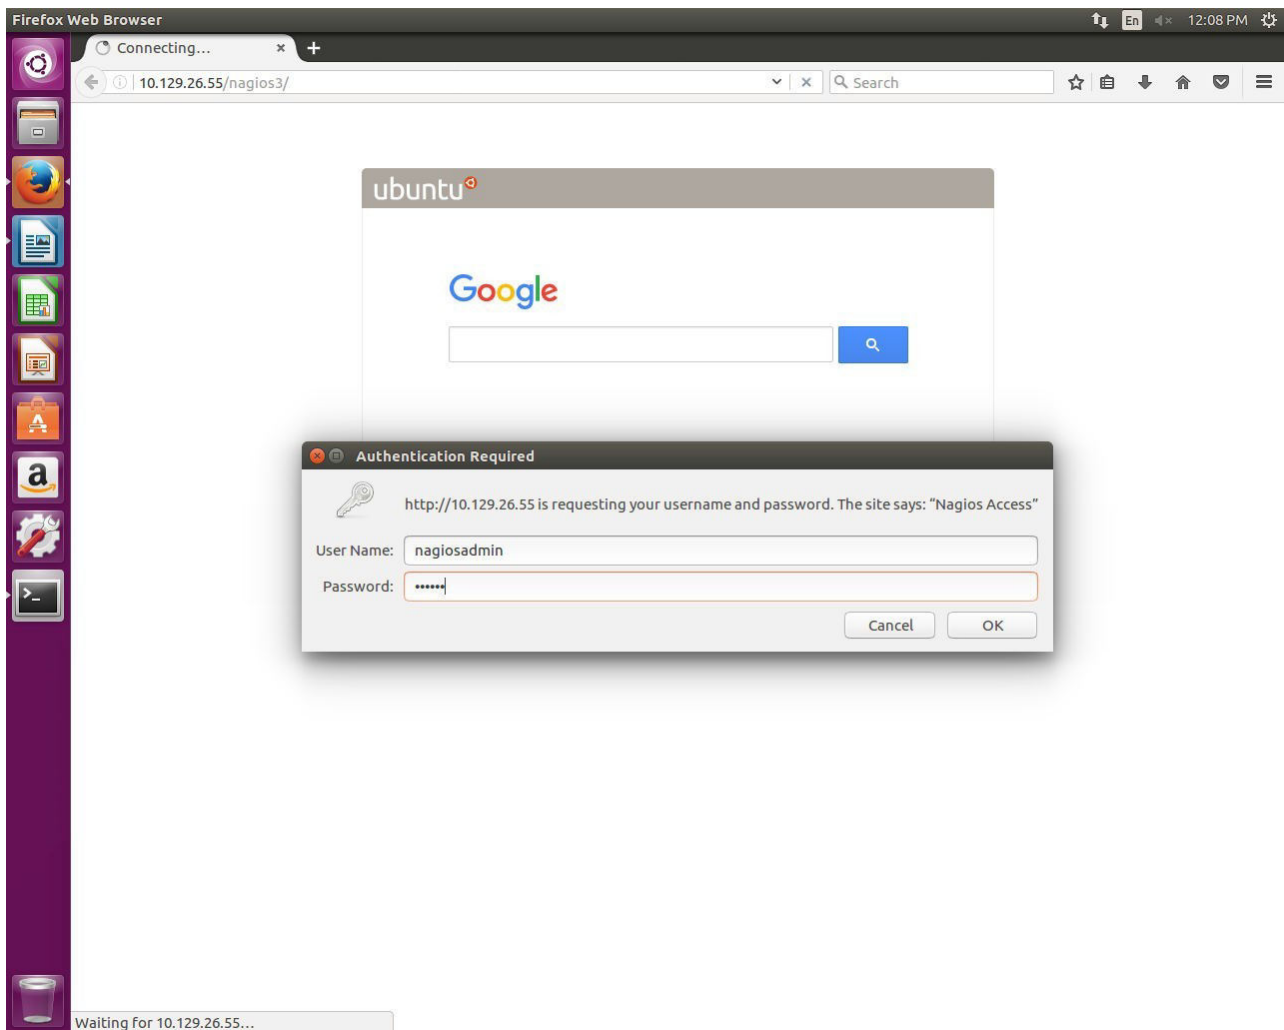 Firefox Web Browser
En 12:08 PM
Connecting...
10.129.26.55/nagios3/
Search
ubuntu
Google
Authentication Required
http://10.129.26.55 is requesting your username and password. The site says: “Nagios Access”
User Name: nagiosadmin
Password: ••••••
Cancel OK
Waiting for 10.129.26.55...